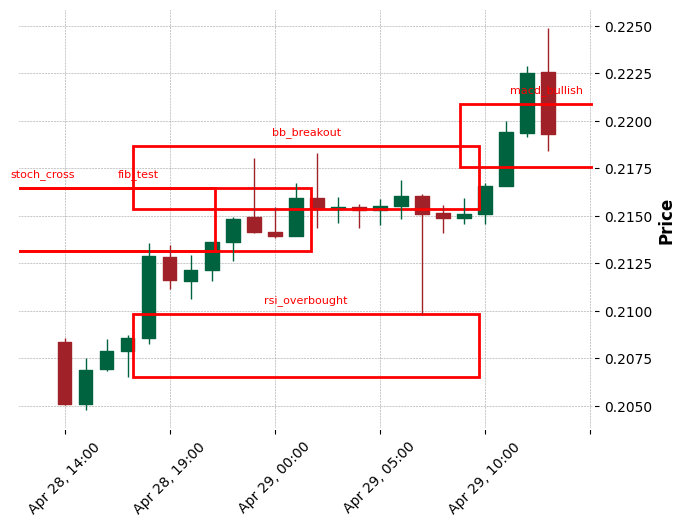 0.2250
0.2225
macd_bullish
0.2200
bb_breakout
0.2175
stoch_cross
fib_test
0.2150
Price
0.2125
rsi_overbought
0.2100
0.2075
0.2050
Apr 28, 14:00
Apr 28, 19:00
Apr 29, 00:00
Apr 29, 05:00
Apr 29, 10:00